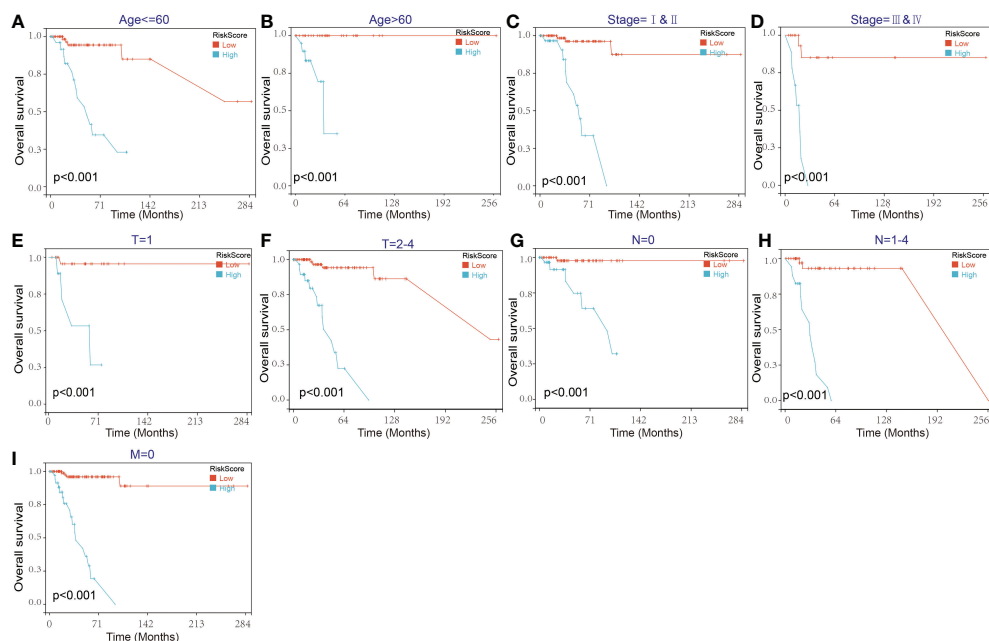 A
Age<=60
RiskScore
Low
High
Overall survival
1.0
0.8
0.5
0.3
0.0
p<0.001
0
71
142
213
284
Time (Months)
B
Age>60
RiskScore
Low
High
Overall survival
1.0
0.8
0.5
0.3
0.0
p<0.001
0
64
128
192
256
Time (Months)
C
Stage= Ⅰ & Ⅱ
RiskScore
Low
High
Overall survival
1.0
0.8
0.5
0.3
0.0
p<0.001
0
71
142
213
284
Time (Months)
D
Stage= Ⅲ & Ⅳ
RiskScore
Low
High
Overall survival
1.0
0.8
0.5
0.3
0.0
p<0.001
0
64
128
192
256
Time (Months)
E
T=1
RiskScore
Low
High
Overall survival
1.0
0.8
0.5
0.3
0.0
p<0.001
0
71
142
213
284
Time (Months)
F
T=2-4
RiskScore
Low
High
Overall survival
1.0
0.8
0.5
0.3
0.0
p<0.001
0
64
128
192
256
Time (Months)
G
N=0
RiskScore
Low
High
Overall survival
1.0
0.8
0.5
0.3
0.0
p<0.001
0
71
142
213
284
Time (Months)
H
N=1-4
RiskScore
Low
High
Overall survival
1.0
0.8
0.5
0.3
0.0
p<0.001
0
64
128
192
256
Time (Months)
I
M=0
RiskScore
Low
High
Overall survival
1.0
0.8
0.5
0.3
0.0
p<0.001
0
71
142
213
284
Time (Months)